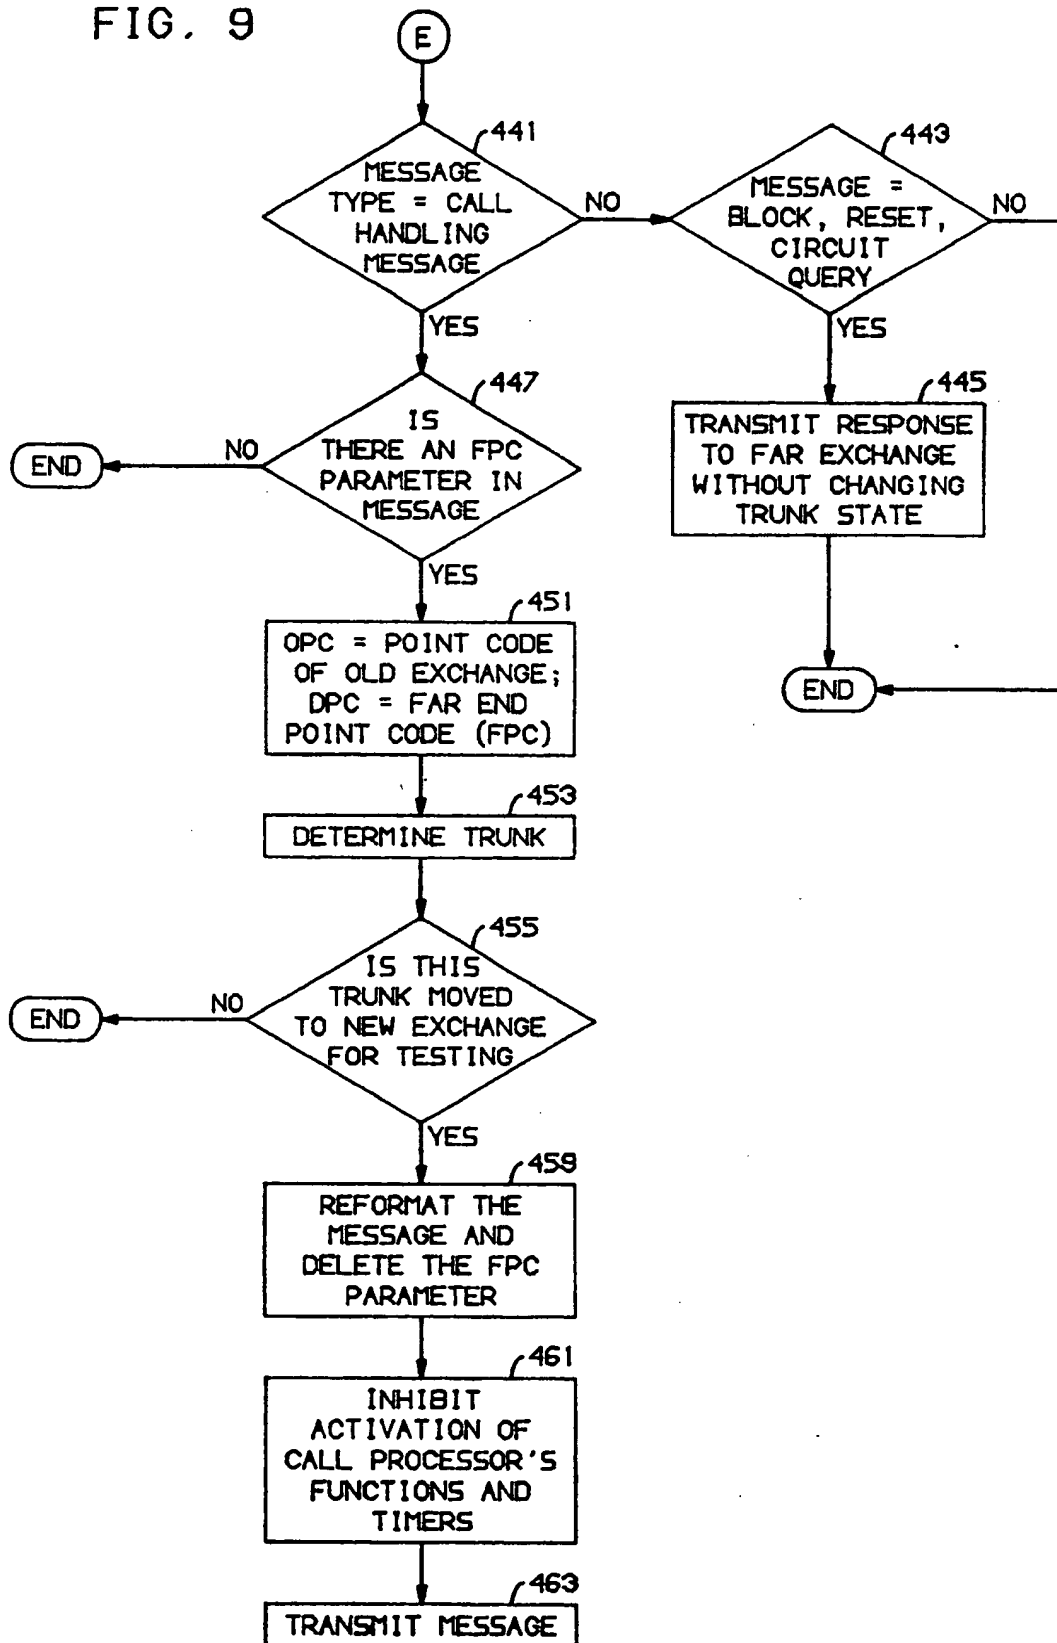 FIG. 9
E
441
MESSAGE
TYPE = CALL
HANDLING
MESSAGE
NO
YES
443
MESSAGE =
BLOCK, RESET,
CIRCUIT
QUERY
NO
YES
445
TRANSMIT RESPONSE
TO FAR EXCHANGE
WITHOUT CHANGING
TRUNK STATE
END
447
IS
THERE AN FPC
PARAMETER IN
MESSAGE
NO
END
YES
451
OPC = POINT CODE
OF OLD EXCHANGE;
DPC = FAR END
POINT CODE (FPC)
453
DETERMINE TRUNK
455
IS THIS
TRUNK MOVED
TO NEW EXCHANGE
FOR TESTING
NO
END
YES
459
REFORMAT THE
MESSAGE AND
DELETE THE FPC
PARAMETER
461
INHIBIT
ACTIVATION OF
CALL PROCESSOR'S
FUNCTIONS AND
TIMERS
463
TRANSMIT MESSAGE